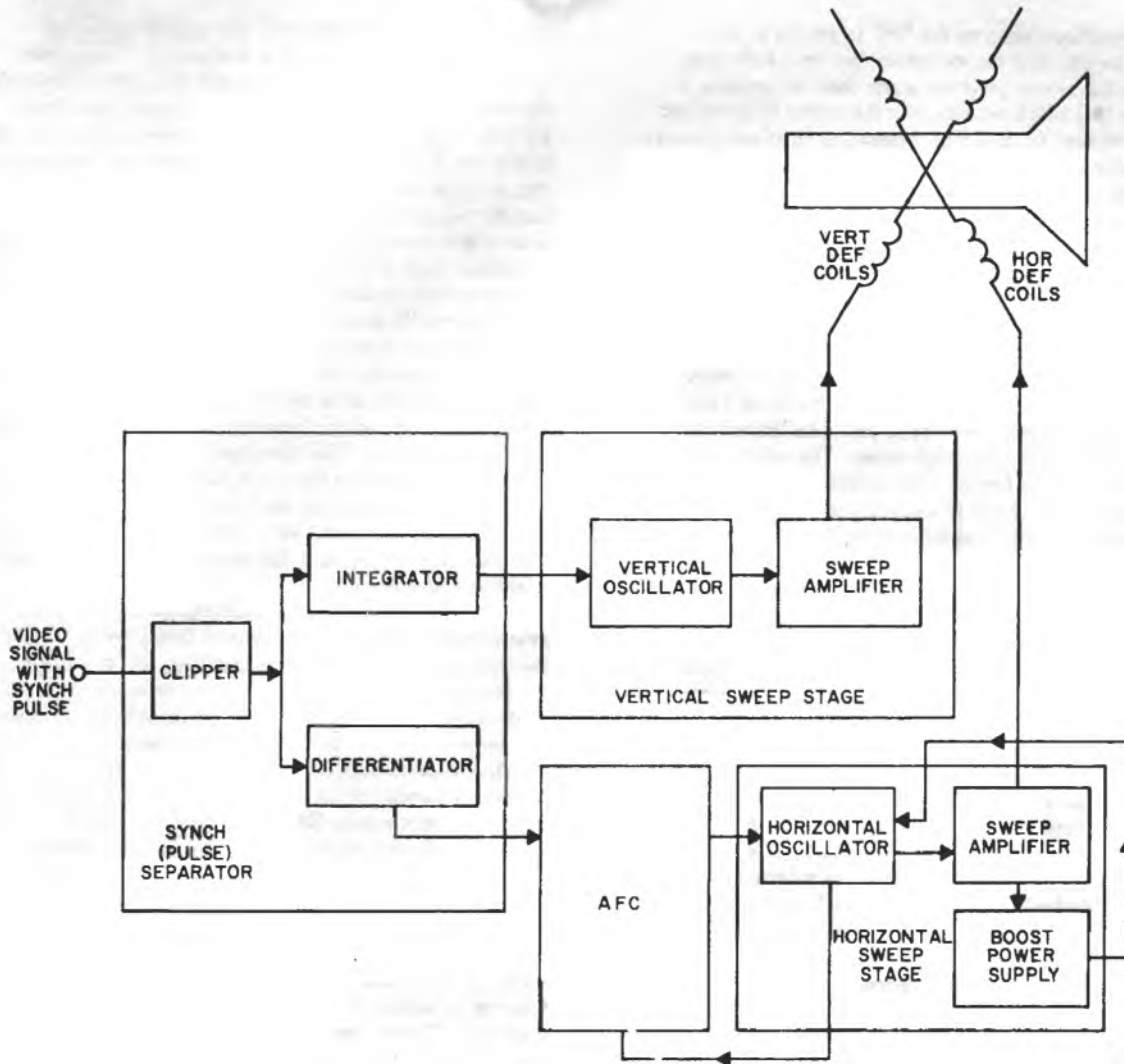 VERT
DEF
COILS
HOR
DEF
COILS
VIDEO
SIGNAL
WITH
SYNCH
PULSE
CLIPPER
INTEGRATOR
DIFFERENTIATOR
SYNCH
(PULSE)
SEPARATOR
VERTICAL
OSCILLATOR
SWEEP
AMPLIFIER
VERTICAL SWEEP STAGE
AFC
HORIZONTAL
OSCILLATOR
SWEEP
AMPLIFIER
HORIZONTAL
SWEEP
STAGE
BOOST
POWER
SUPPLY